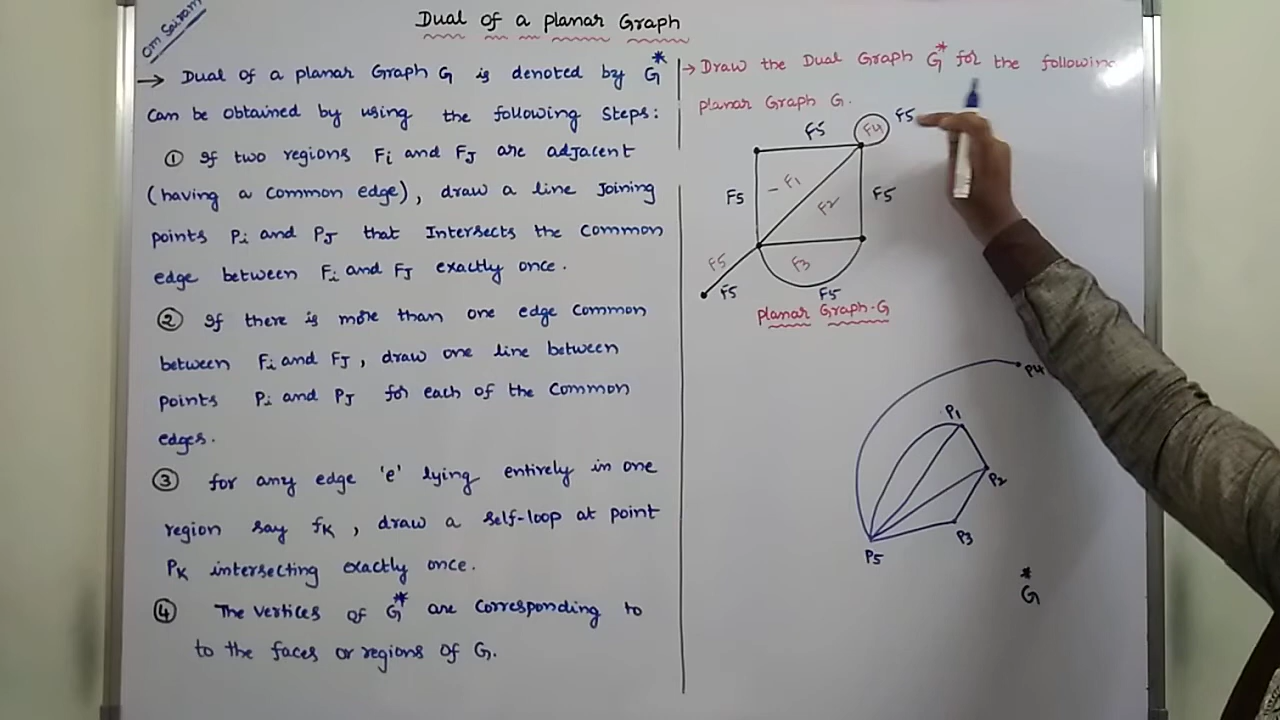 Om Sairam
Dual of a planar Graph
→ Dual of a planar Graph G is denoted by G*
can be obtained by using the following Steps:
① If two regions Fi and FJ are adjacent
(having a common edge), draw a line Joining
points Pi and PJ that Intersects the Common
edge between Fi and FJ exactly once.
② If there is more than one edge Common
between Fi and FJ, draw one line between
points Pi and PJ for each of the Common
edges.
③ for any edge 'e' lying entirely in one
region say fK, draw a self-loop at point
PK intersecting exactly once.
④ The vertices of G* are corresponding to
to the faces or regions of G.
→ Draw the Dual Graph G* for the following
planar Graph G.
F5 F4 F5
F5 F1 F2 F5
F5 F3
F5 F5
planar Graph-G
P4
P1
P2
P3
P5
G*